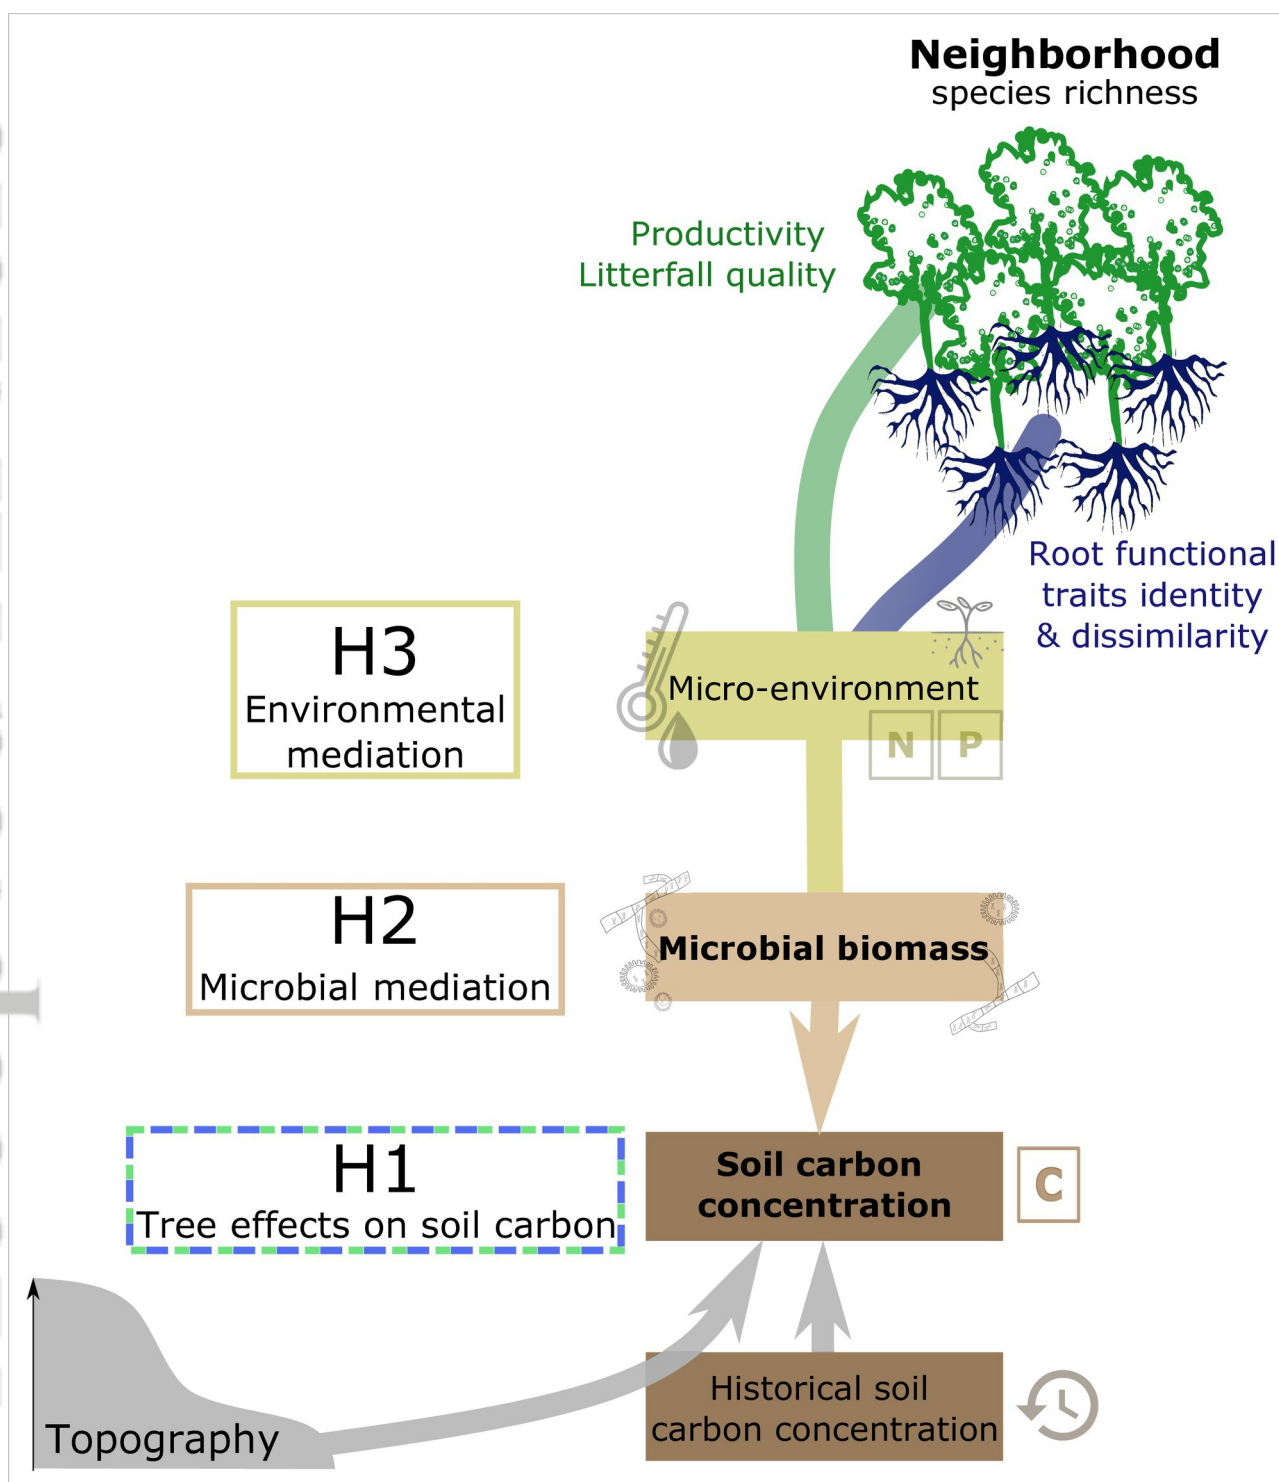 Neighborhood
species richness
Productivity
Litterfall quality
Root functional
traits identity
& dissimilarity
H3
Environmental
mediation
Micro-environment
N P
H2
Microbial mediation
Microbial biomass
H1
Tree effects on soil carbon
Soil carbon
concentration
C
Topography
Historical soil
carbon concentration